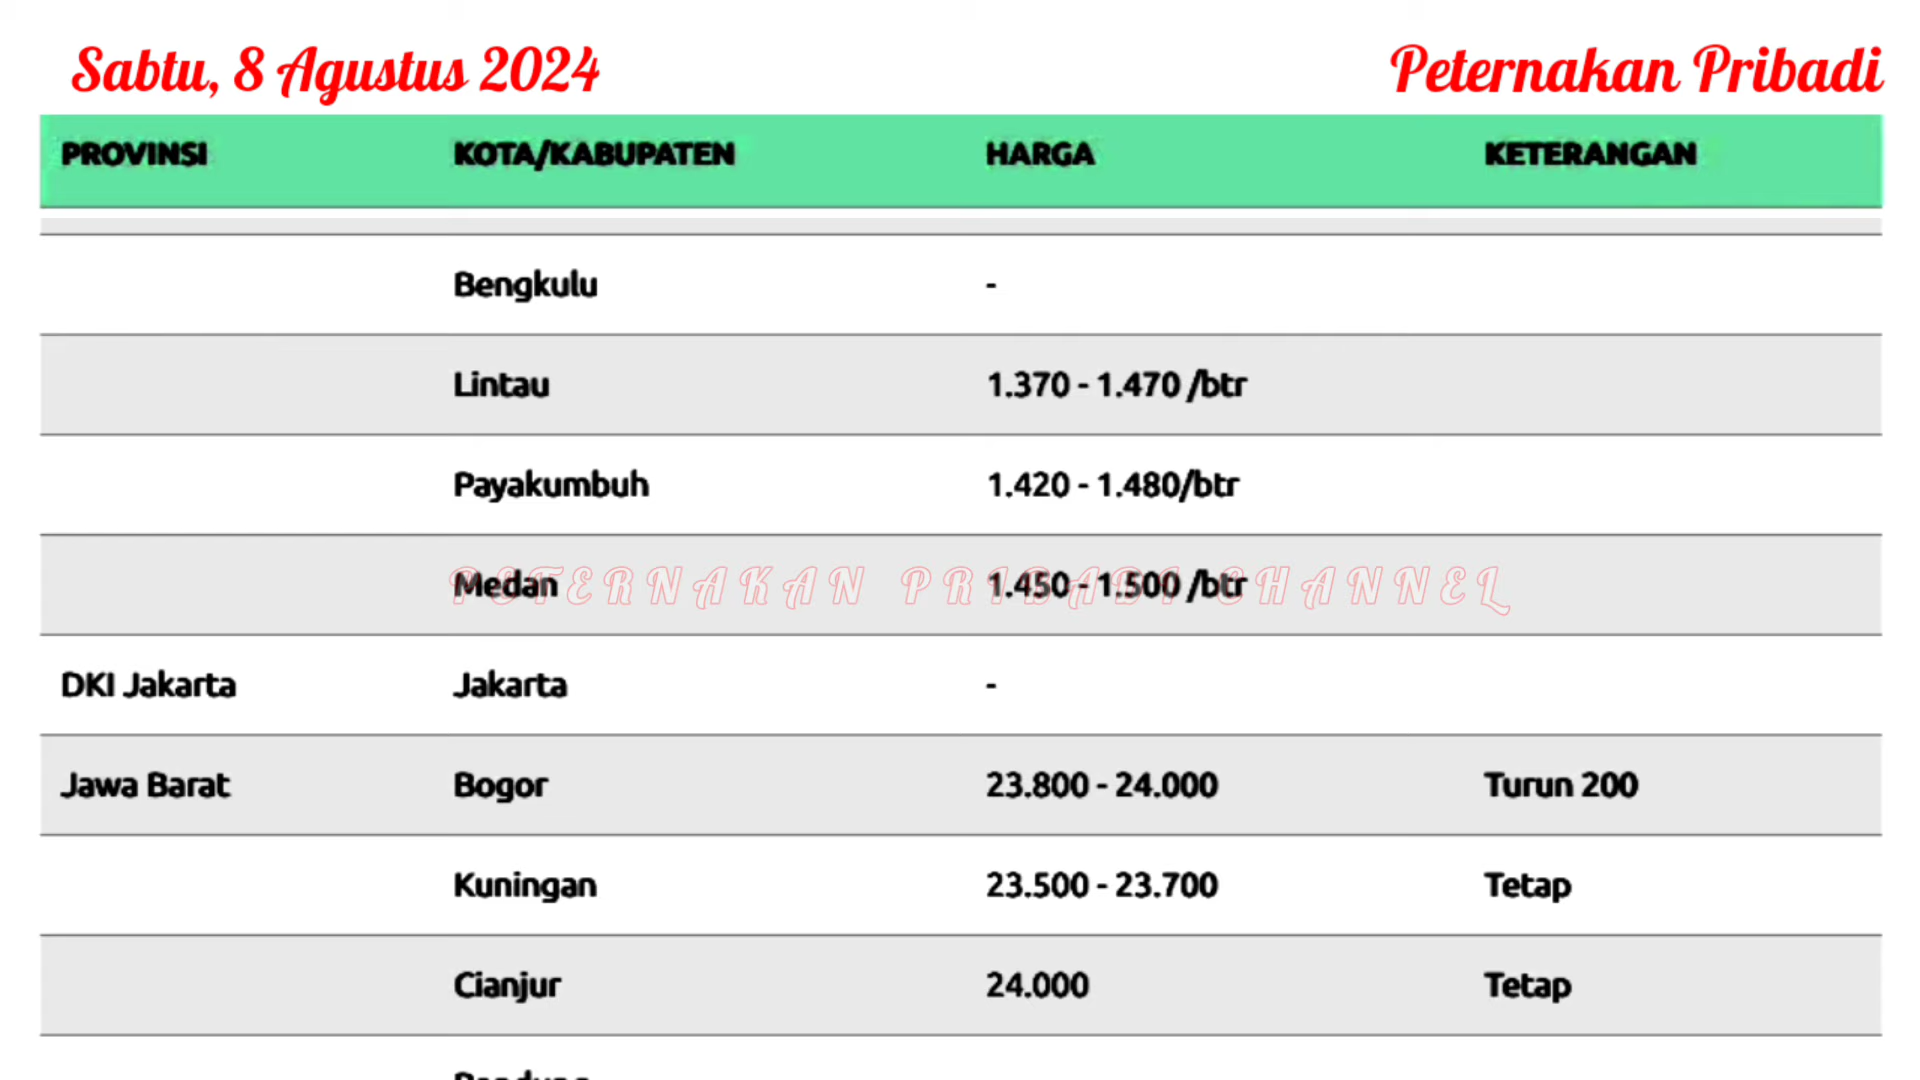 Sabtu, 8 Agustus 2024 Peternakan Pribadi
PROVINSI KOTA/KABUPATEN HARGA KETERANGAN
Bengkulu -
Lintau 1.370 - 1.470 /btr
Payakumbuh 1.420 - 1.480/btr
Medan 1.450 - 1.500 /btr
PETERNAKAN PRIBADI CHANNEL
DKI Jakarta Jakarta -
Jawa Barat Bogor 23.800 - 24.000 Turun 200
Kuningan 23.500 - 23.700 Tetap
Cianjur 24.000 Tetap